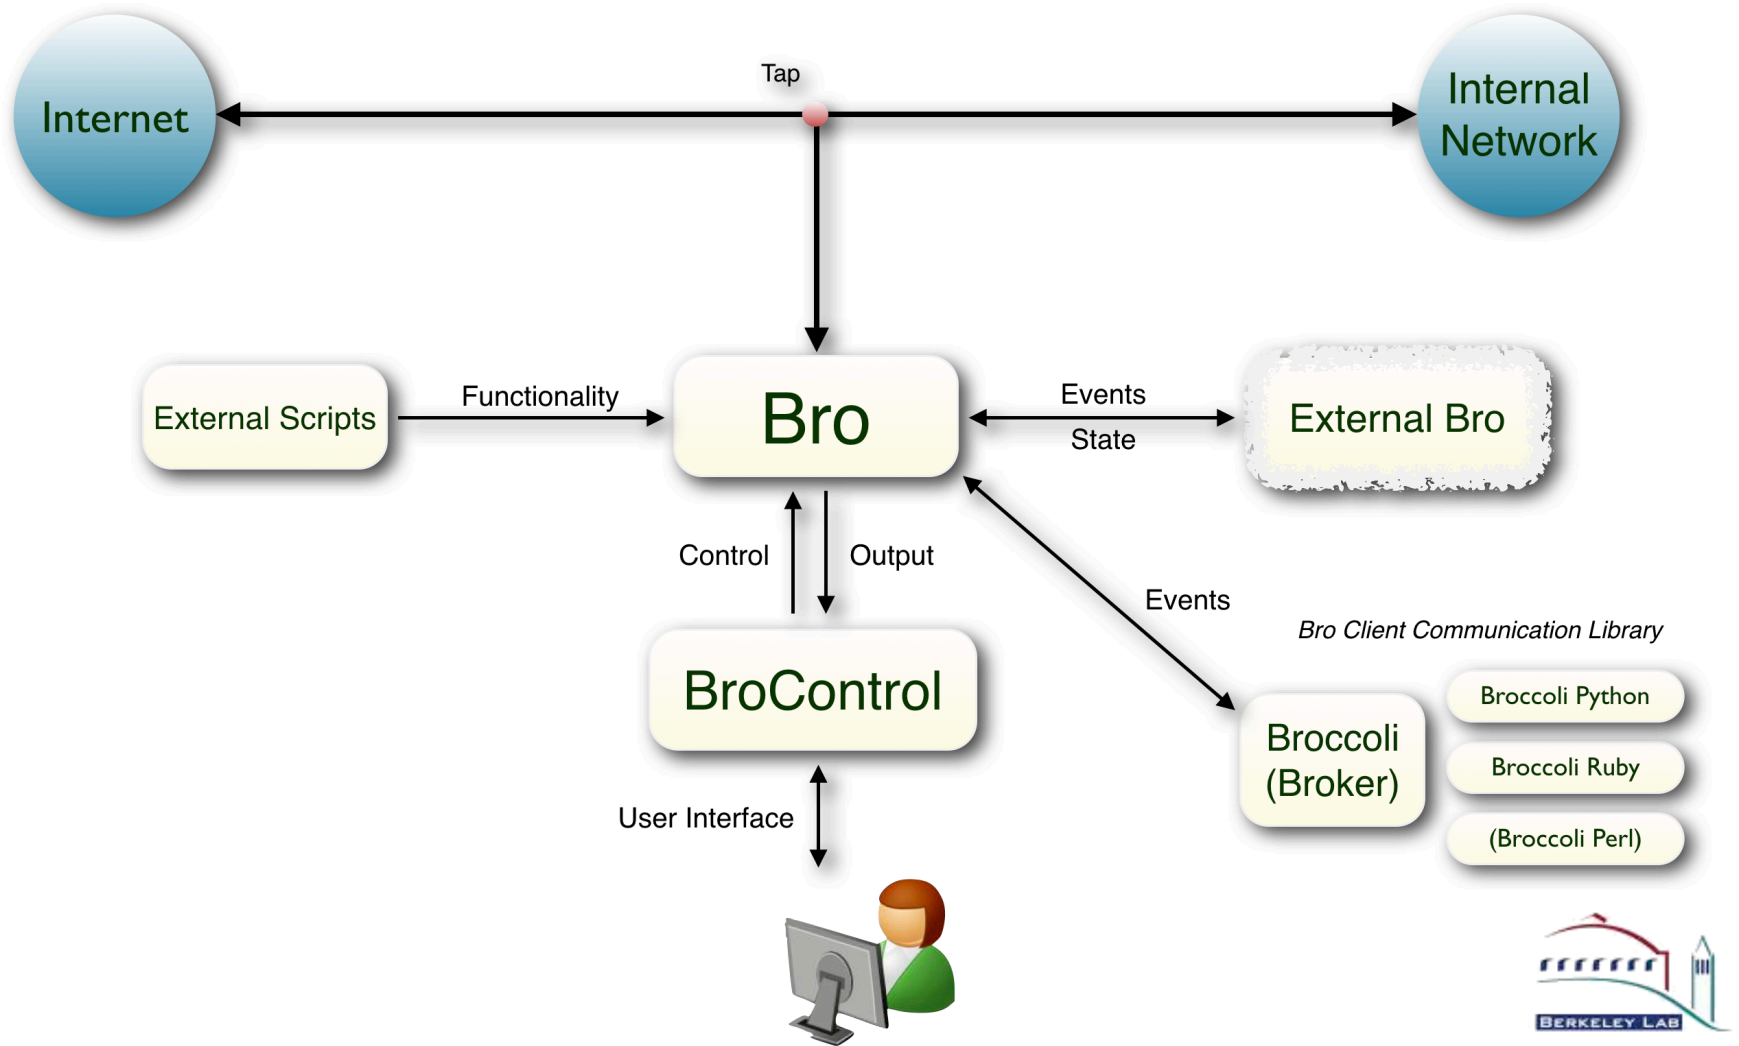 Tap
Internet
Internal
Network
External Scripts
Functionality
Bro
Events
State
External Bro
Control
Output
Events
Bro Client Communication Library
BroControl
Broccoli
(Broker)
Broccoli Python
Broccoli Ruby
(Broccoli Perl)
User Interface
BERKELEY LAB